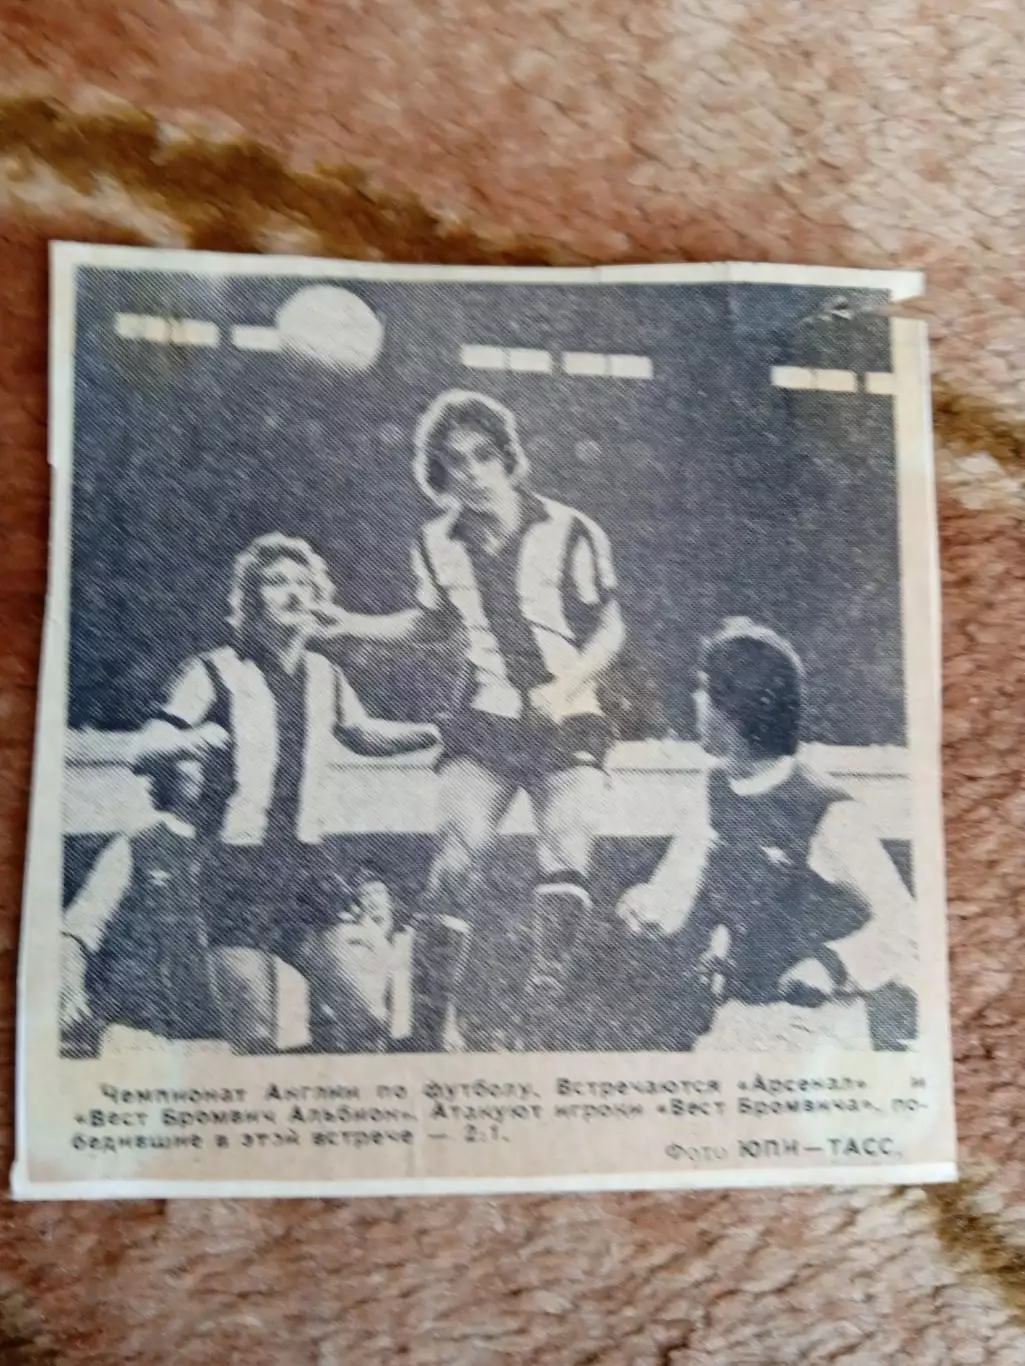 Чемпионат Англии по футболу. Встречаются «Арсенал» и
«Вест Бромвич Альбион». Атакуют игроки «Вест Бромвича», по-
бедившие в этой встрече — 2:1.
Фото ЮПИ—ТАСС.